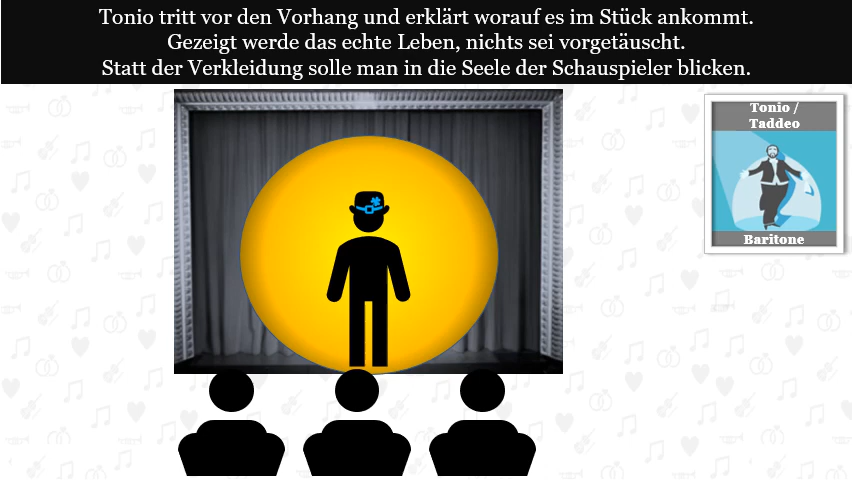 Tonio tritt vor den Vorhang und erklärt worauf es im Stück ankommt.
Gezeigt werde das echte Leben, nichts sei vorgetäuscht.
Statt der Verkleidung solle man in die Seele der Schauspieler blicken.
Tonio /
Taddeo
Baritone